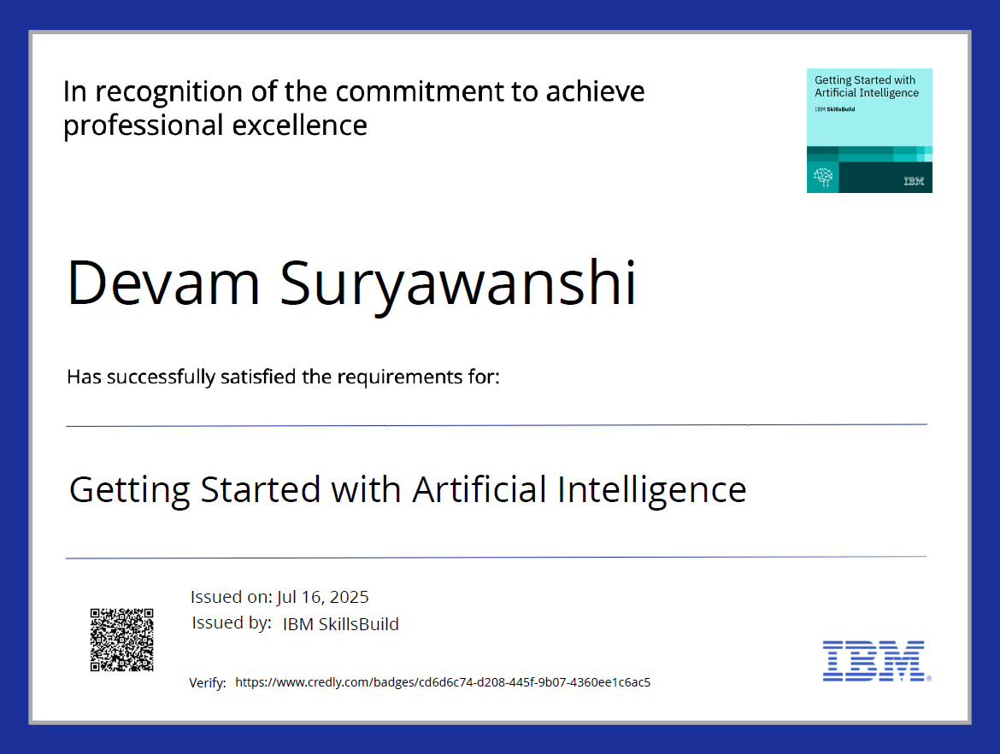 In recognition of the commitment to achieve
professional excellence
Getting Started with
Artificial Intelligence
IBM SkillsBuild
IBM
Devam Suryawanshi
Has successfully satisfied the requirements for:
Getting Started with Artificial Intelligence
Issued on: Jul 16, 2025
Issued by: IBM SkillsBuild
Verify: https://www.credly.com/badges/cd6d6c74-d208-445f-9b07-4360ee1c6ac5
IBM®